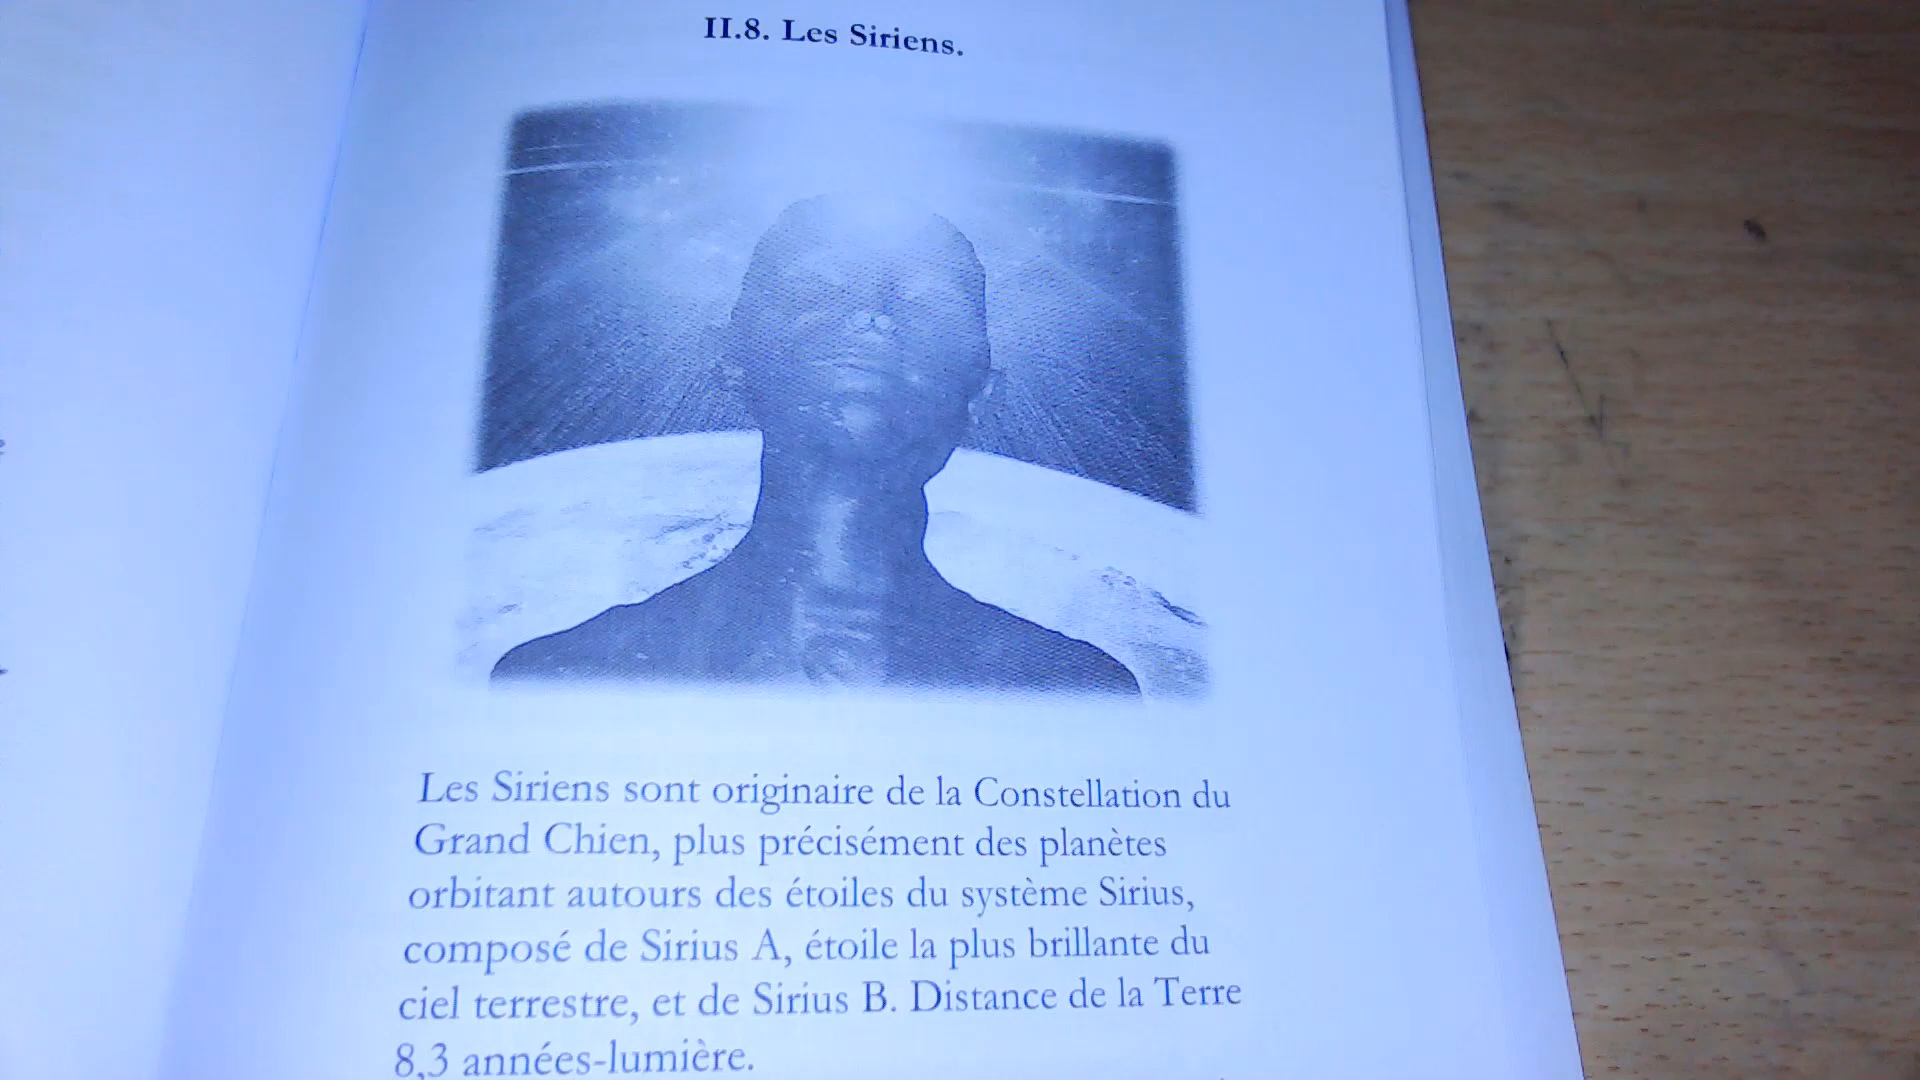 II.8. Les Siriens.
Les Siriens sont originaire de la Constellation du
Grand Chien, plus précisément des planètes
orbitant autours des étoiles du système Sirius,
composé de Sirius A, étoile la plus brillante du
ciel terrestre, et de Sirius B. Distance de la Terre
8,3 années-lumière.